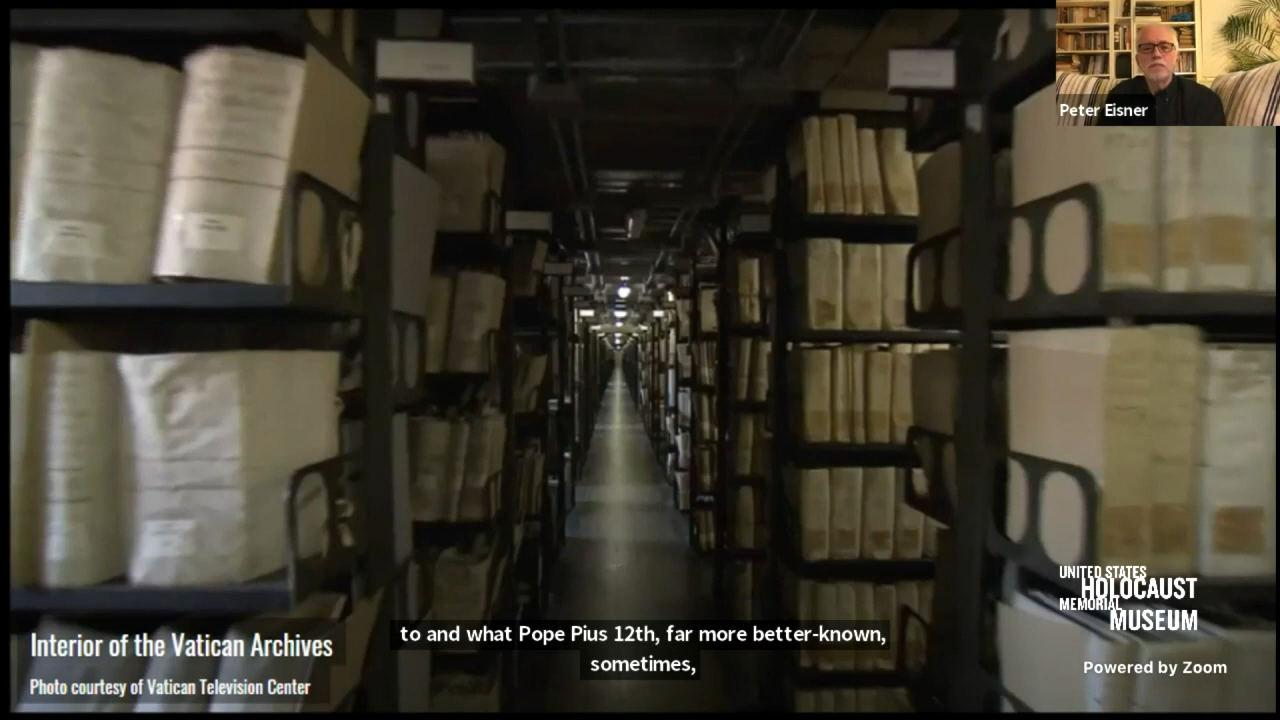 Peter Eisner
UNITED STATES
HOLOCAUST
MEMORIAL
MUSEUM
Interior of the Vatican Archives
Photo courtesy of Vatican Television Center
to and what Pope Pius 12th, far more better-known,
sometimes,
Powered by Zoom